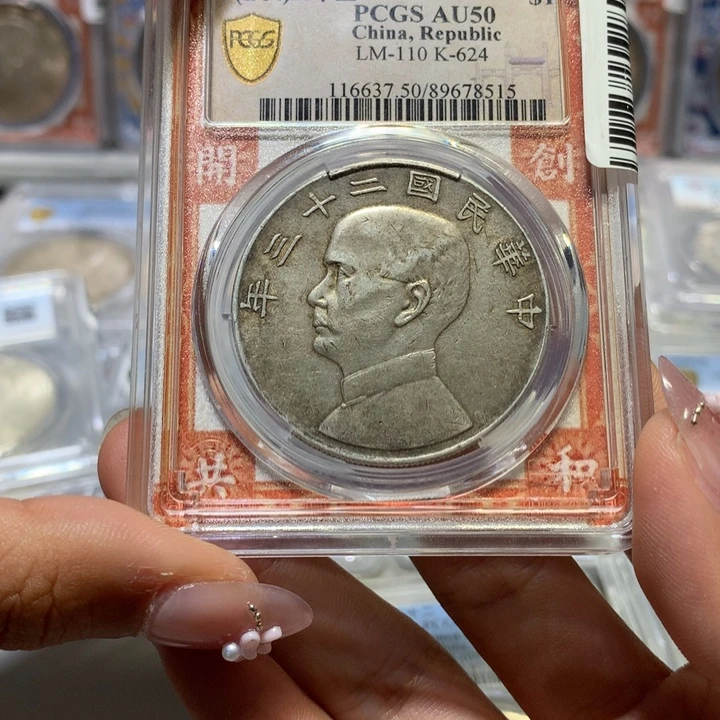 PCGS AU50
$1
China, Republic
LM-110 K-624
PCGS
116637.50/89678515
開創
中華民國二十三年
共和